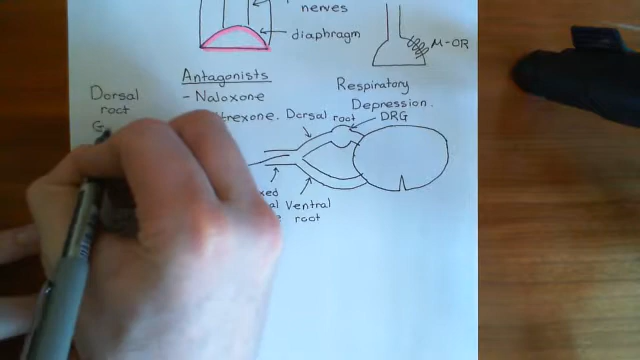 nerves
diaphragm
μ-OR
Antagonists
- Naloxone
Respiratory
Depression.
Dorsal
root
G
Dorsal root
DRG
Ventral
root